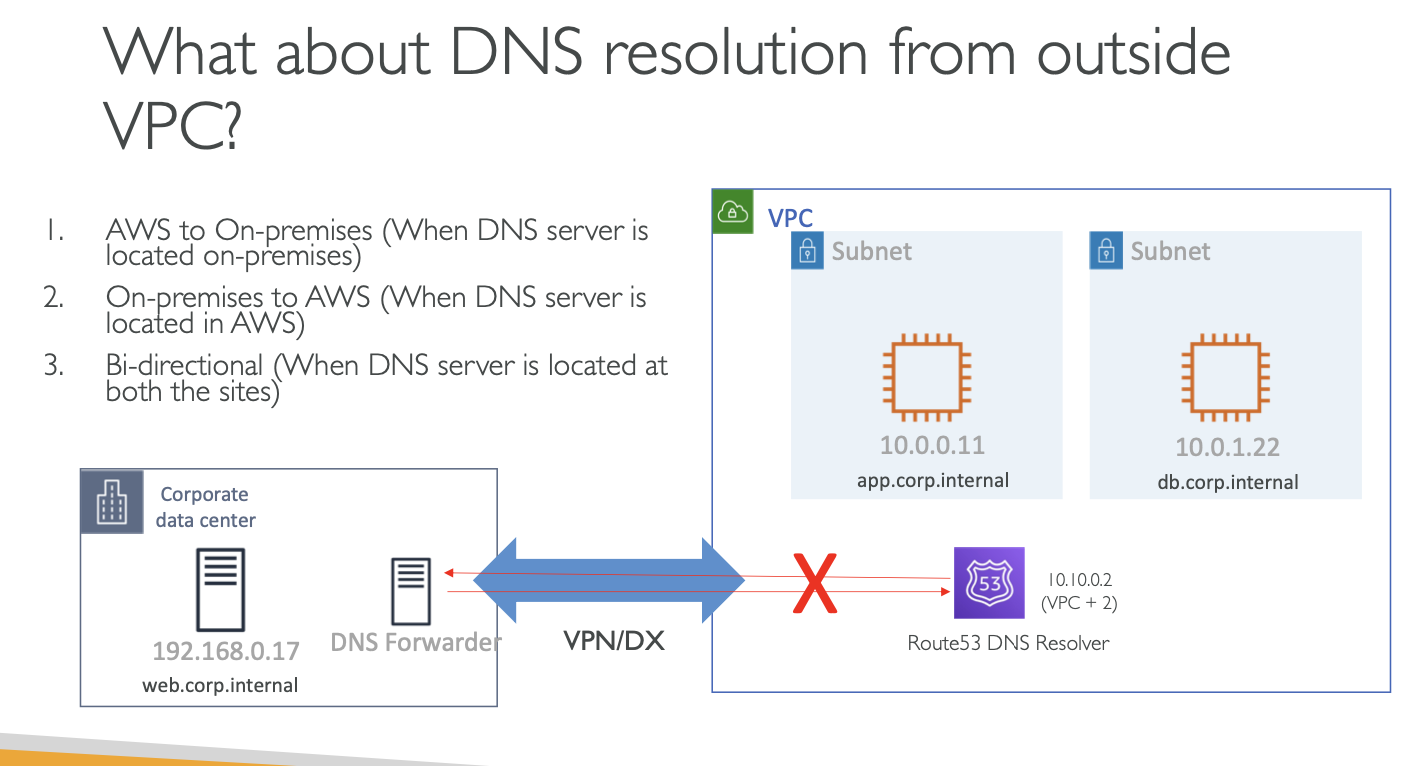 What about DNS resolution from outside
VPC?
1. AWS to On-premises (When DNS server is
located on-premises)
2. On-premises to AWS (When DNS server is
located in AWS)
3. Bi-directional (When DNS server is located at
both the sites)
VPC
Subnet
Subnet
10.0.0.11
app.corp.internal
10.0.1.22
db.corp.internal
Corporate
data center
192.168.0.17
web.corp.internal
DNS Forwarder
VPN/DX
X
53
10.10.0.2
(VPC + 2)
Route53 DNS Resolver